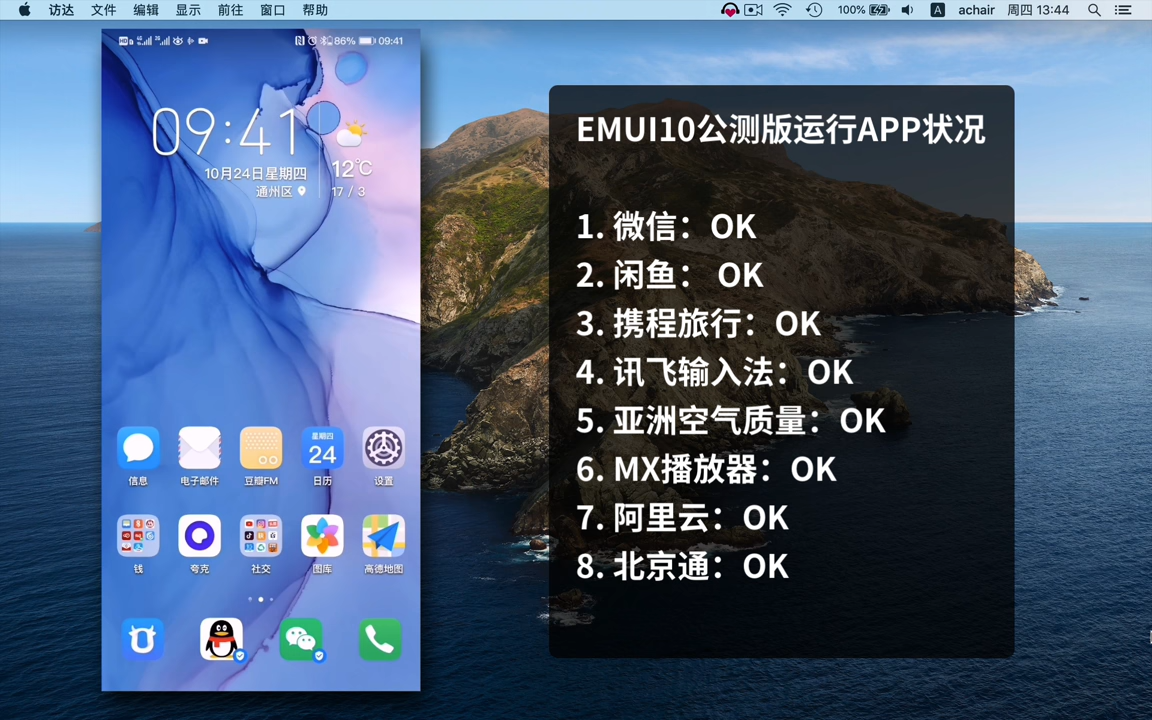 访达 文件 编辑 显示 前往 窗口 帮助 100% A achair 周四 13:44
86% 09:41
09:41
10月24日星期四
通州区
12℃
17 / 3
星期四
24
信息 电子邮件 豆瓣FM 日历 设置
钱 夸克 社交 图库 高德地图
EMUI10公测版运行APP状况
1. 微信：OK
2. 闲鱼： OK
3. 携程旅行：OK
4. 讯飞输入法：OK
5. 亚洲空气质量：OK
6. MX播放器：OK
7. 阿里云：OK
8. 北京通：OK